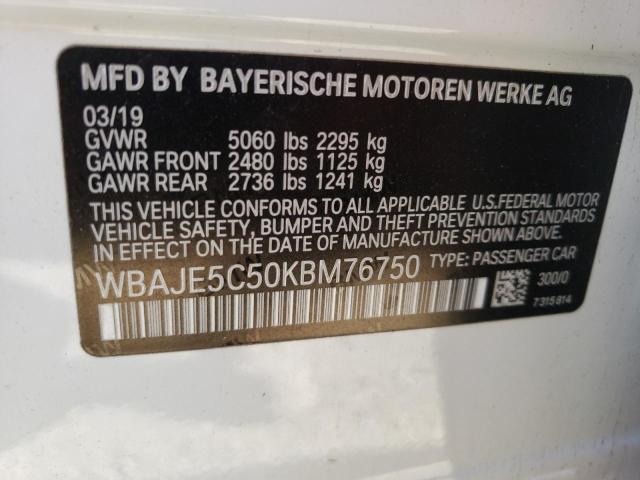 MFD BY BAYERISCHE MOTOREN WERKE AG
03/19
GVWR 5060 lbs 2295 kg
GAWR FRONT 2480 lbs 1125 kg
GAWR REAR 2736 lbs 1241 kg
THIS VEHICLE CONFORMS TO ALL APPLICABLE U.S.FEDERAL MOTOR
VEHICLE SAFETY, BUMPER AND THEFT PREVENTION STANDARDS
IN EFFECT ON THE DATE OF MANUFACTURE SHOWN ABOVE.
WBAJE5C50KBM76750 TYPE: PASSENGER CAR
300/0
7315814